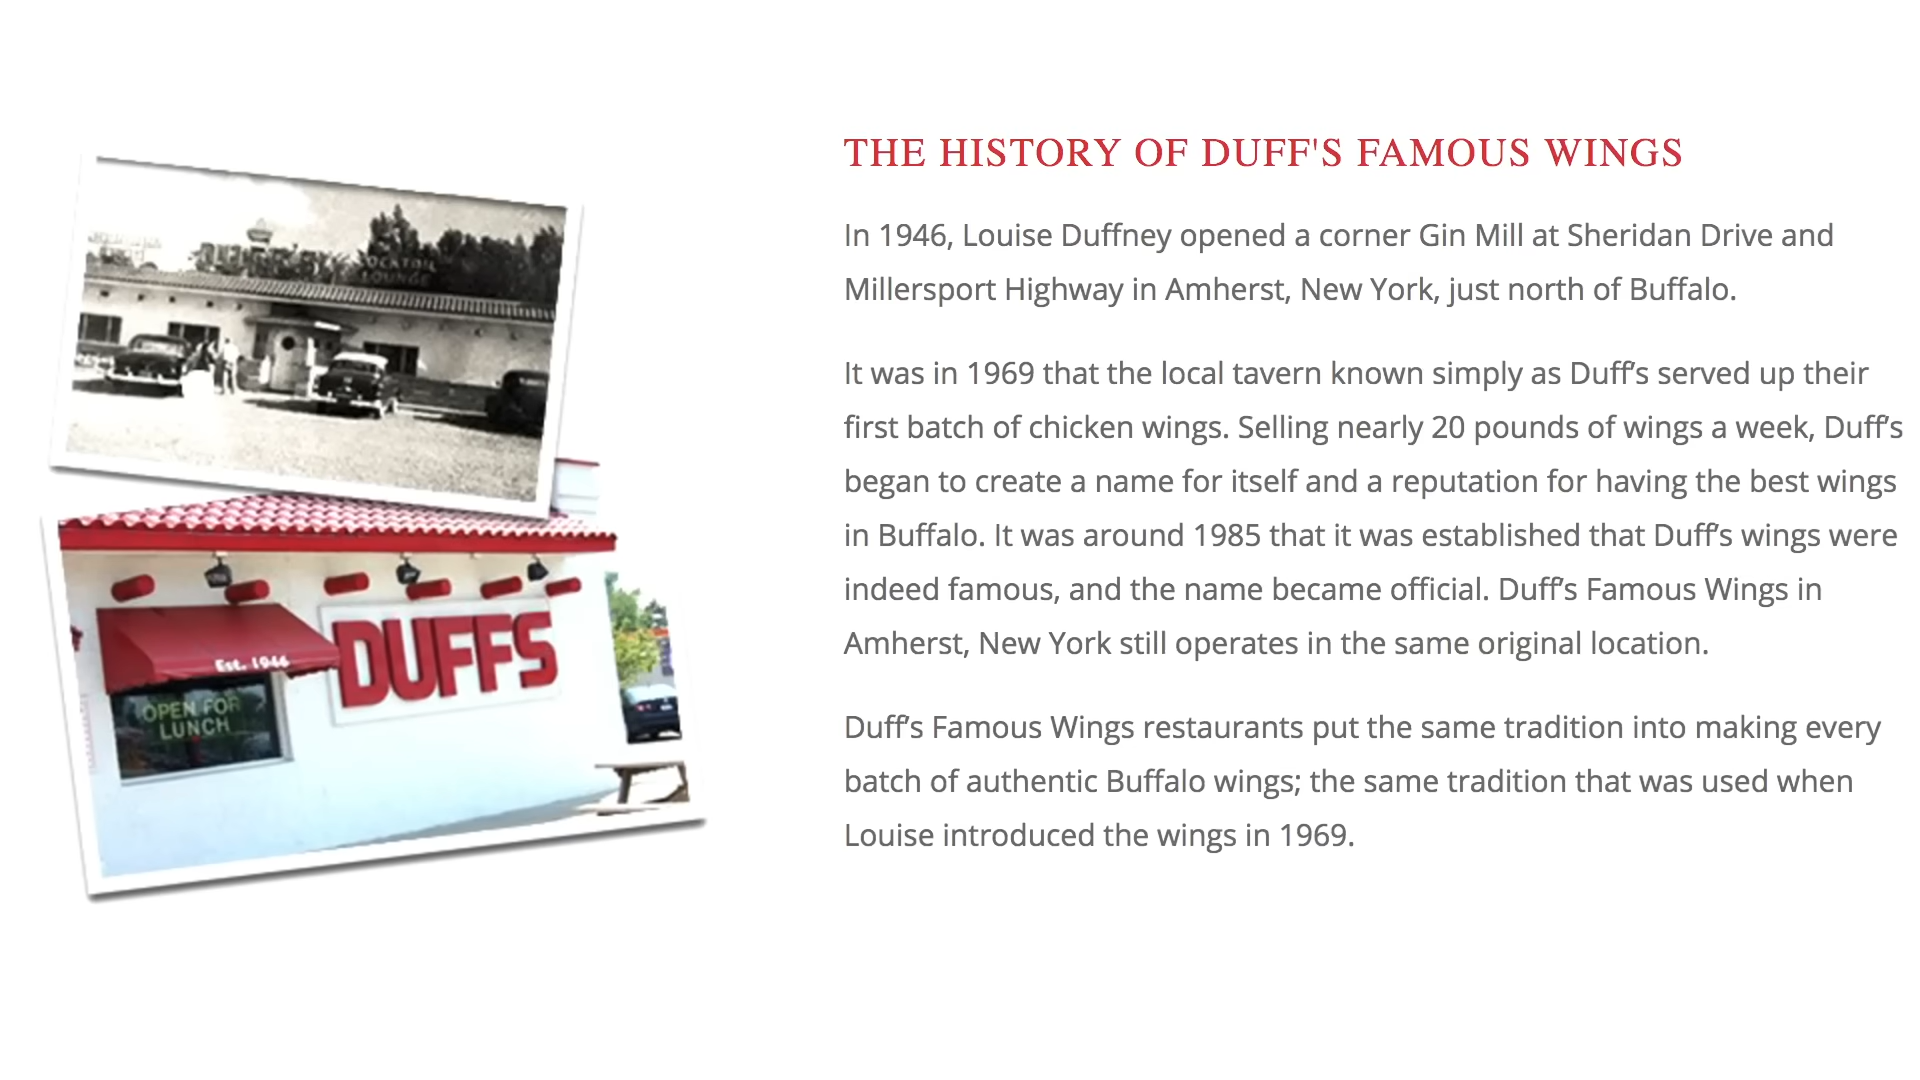 COCKTAIL
LOUNGE
DUFFS
Est. 1946
OPEN FOR
LUNCH
THE HISTORY OF DUFF'S FAMOUS WINGS
In 1946, Louise Duffney opened a corner Gin Mill at Sheridan Drive and
Millersport Highway in Amherst, New York, just north of Buffalo.
It was in 1969 that the local tavern known simply as Duff’s served up their
first batch of chicken wings. Selling nearly 20 pounds of wings a week, Duff’s
began to create a name for itself and a reputation for having the best wings
in Buffalo. It was around 1985 that it was established that Duff’s wings were
indeed famous, and the name became official. Duff’s Famous Wings in
Amherst, New York still operates in the same original location.
Duff’s Famous Wings restaurants put the same tradition into making every
batch of authentic Buffalo wings; the same tradition that was used when
Louise introduced the wings in 1969.